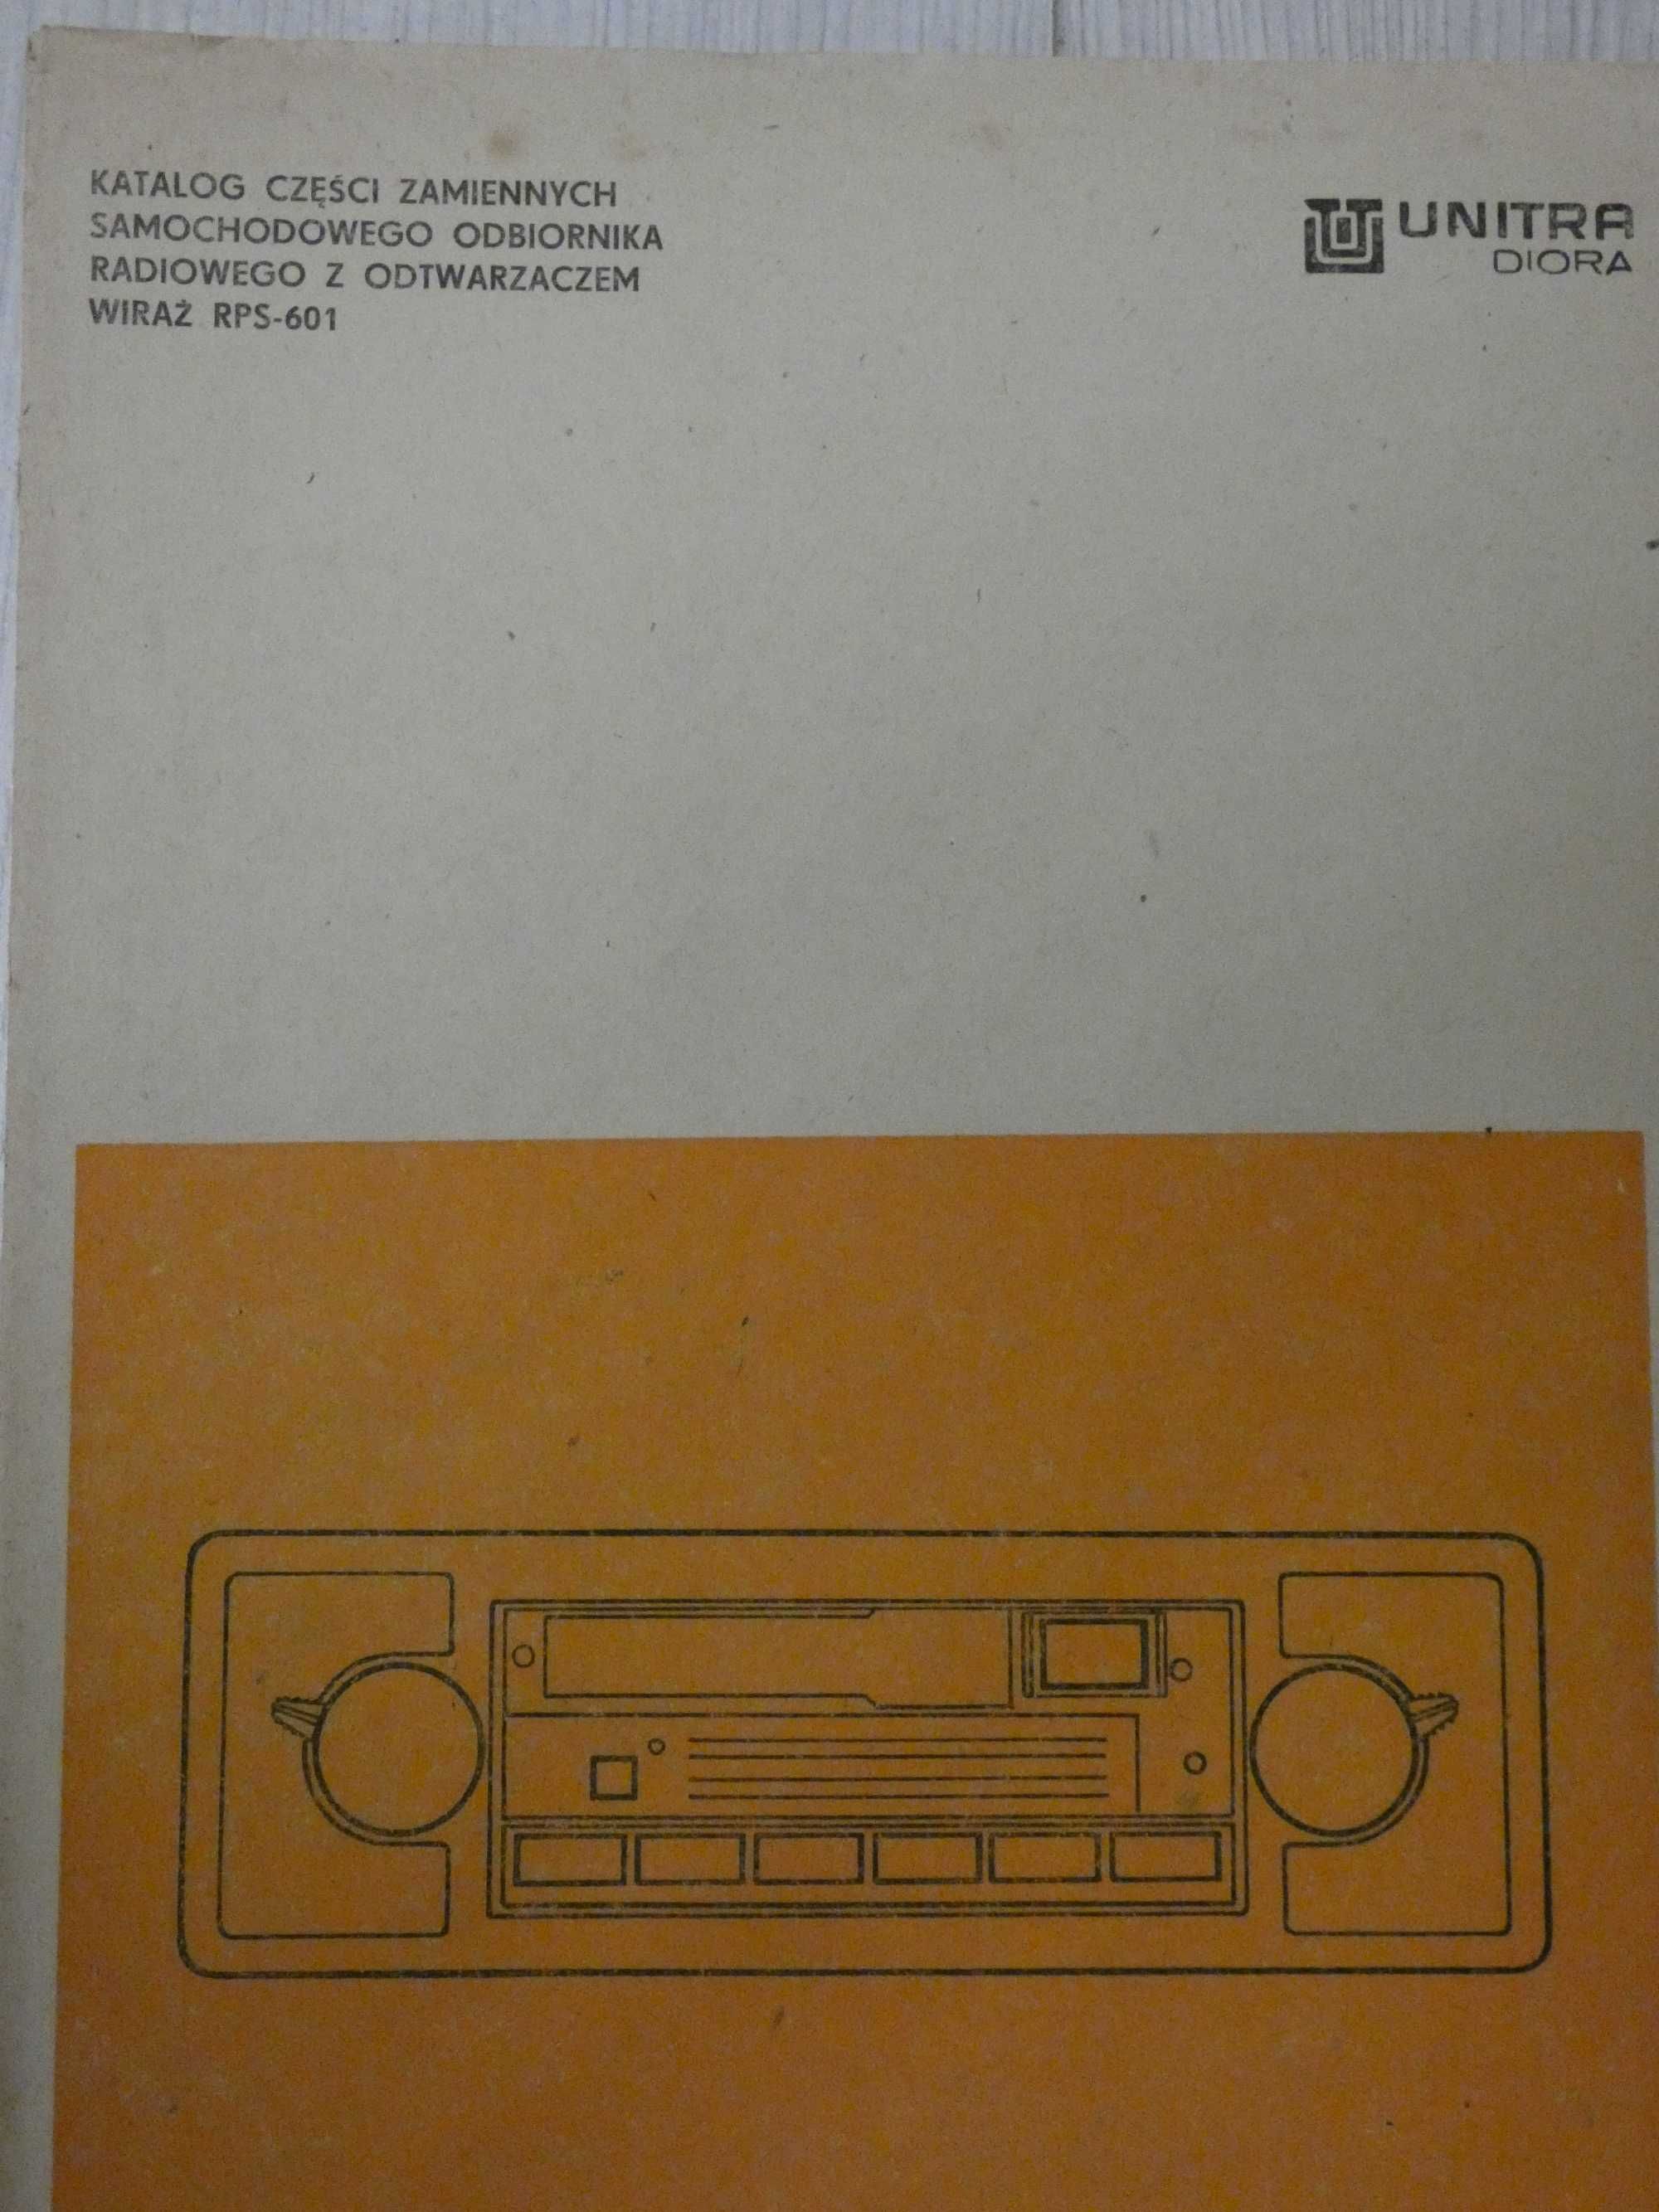 KATALOG CZĘŚCI ZAMIENNYCH
SAMOCHODOWEGO ODBIORNIKA
RADIOWEGO Z ODTWARZACZEM
WIRAŻ RPS-601
UNITRA
DIORA